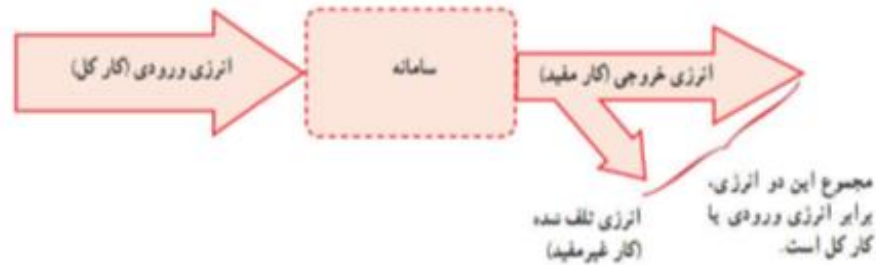 انرژی ورودی (کار کل)
سامانه
انرژی خروجی (کار مفید)
مجموع این دو انرژی،
برابر انرژی ورودی یا
کار کل است.
انرژی تلف شده
(کار غیرمفید)